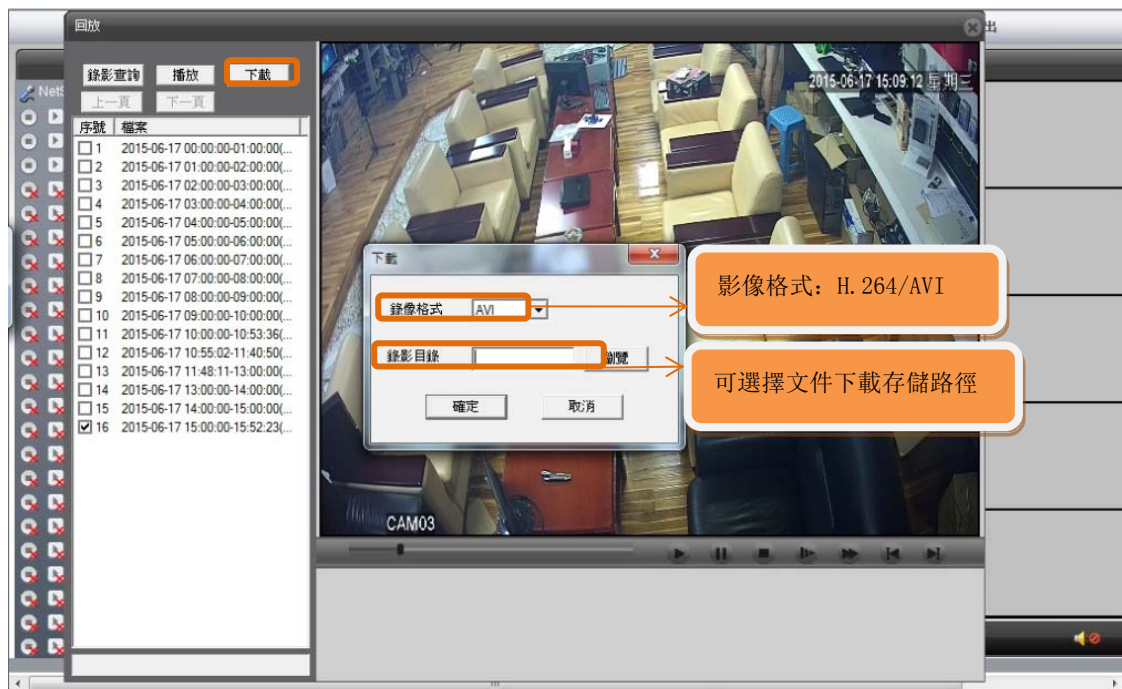 回放
出
錄影查詢 播放 下載
上一頁 下一頁
NetS
序號 檔案
1 2015-06-17 00:00:00-01:00:00(...
2 2015-06-17 01:00:00-02:00:00(...
3 2015-06-17 02:00:00-03:00:00(...
4 2015-06-17 03:00:00-04:00:00(...
5 2015-06-17 04:00:00-05:00:00(...
6 2015-06-17 05:00:00-06:00:00(...
7 2015-06-17 06:00:00-07:00:00(...
8 2015-06-17 07:00:00-08:00:00(...
9 2015-06-17 08:00:00-09:00:00(...
10 2015-06-17 09:00:00-10:00:00(...
11 2015-06-17 10:00:00-10:53:36(...
12 2015-06-17 10:55:02-11:40:50(...
13 2015-06-17 11:48:11-13:00:00(...
14 2015-06-17 13:00:00-14:00:00(...
15 2015-06-17 14:00:00-15:00:00(...
16 2015-06-17 15:00:00-15:52:23(...
2015-06-17 15:09:12 星期三
下載
錄像格式 AVI
錄影目錄 瀏覽
確定 取消
影像格式: H.264/AVI
可選擇文件下載存儲路徑
CAM03